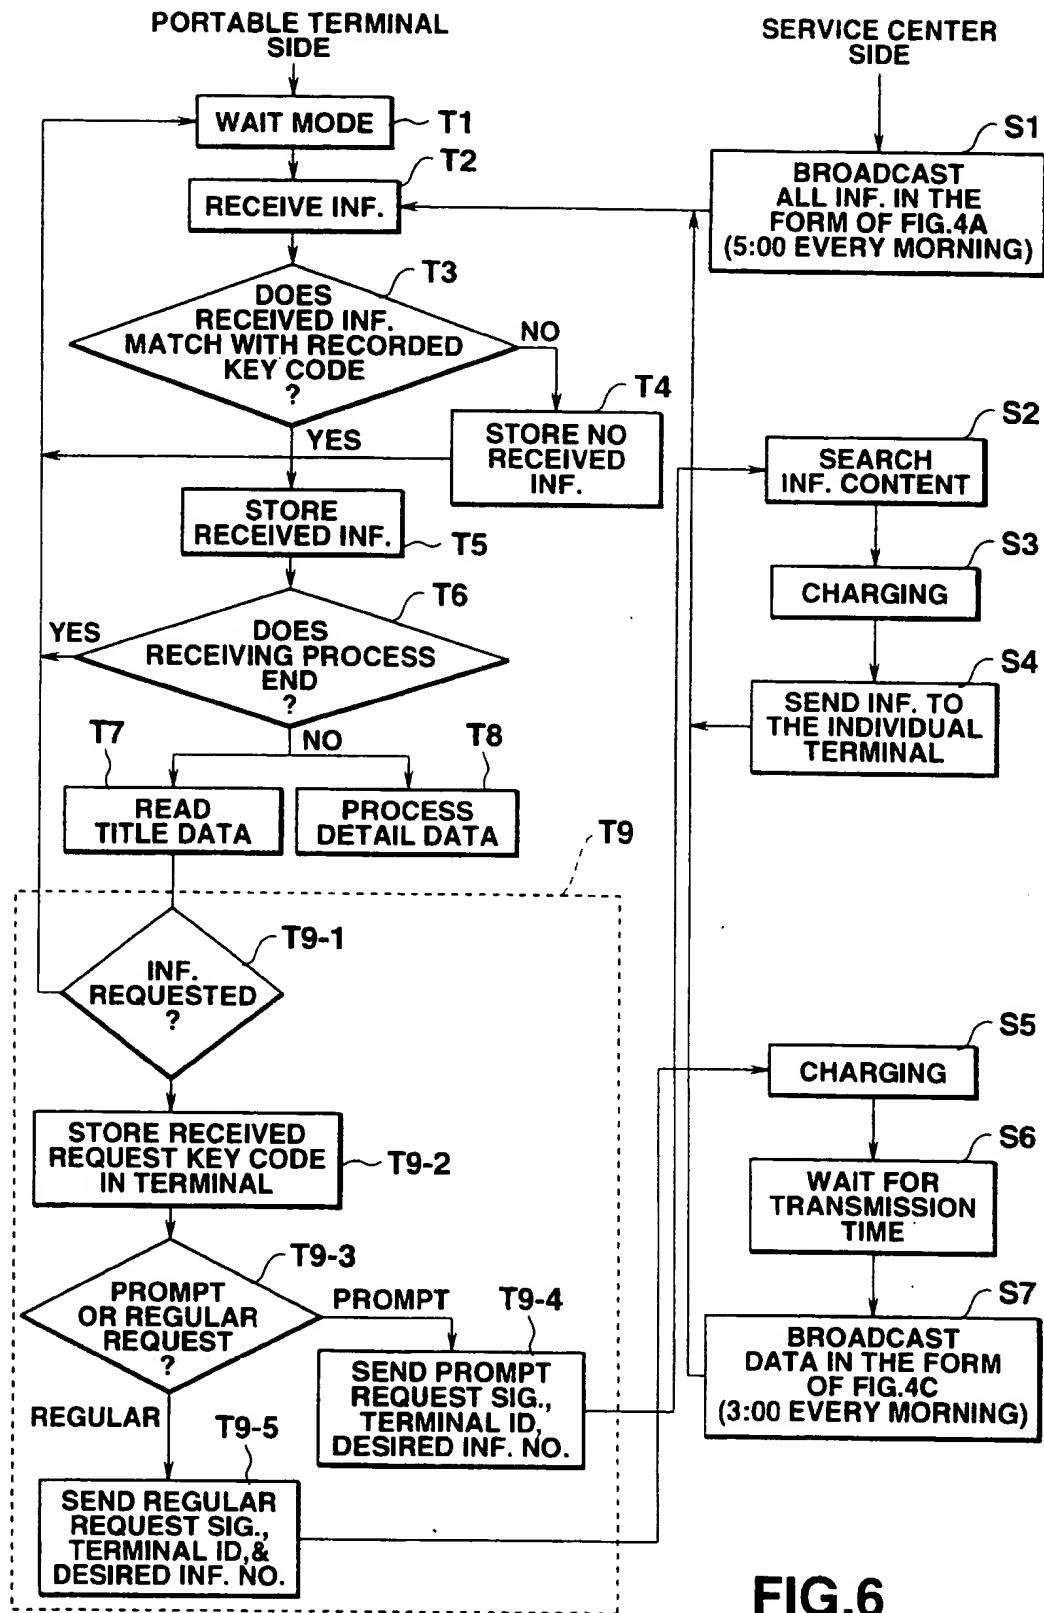 PORTABLE TERMINAL
SIDE
WAIT MODE
T1
T2
RECEIVE INF.
T3
DOES
RECEIVED INF.
MATCH WITH RECORDED
KEY CODE
?
NO
YES
T4
STORE NO
RECEIVED
INF.
STORE
RECEIVED INF.
T5
T6
DOES
RECEIVING PROCESS
END
?
YES
NO
T7
READ
TITLE DATA
T8
PROCESS
DETAIL DATA
T9
T9-1
INF.
REQUESTED
?
STORE RECEIVED
REQUEST KEY CODE
IN TERMINAL
T9-2
T9-3
PROMPT
OR REGULAR
REQUEST
?
PROMPT
T9-4
SEND PROMPT
REQUEST SIG.,
TERMINAL ID,
DESIRED INF. NO.
REGULAR
T9-5
SEND REGULAR
REQUEST SIG.,
TERMINAL ID,&
DESIRED INF. NO.
SERVICE CENTER
SIDE
S1
BROADCAST
ALL INF. IN THE
FORM OF FIG.4A
(5:00 EVERY MORNING)
S2
SEARCH
INF. CONTENT
S3
CHARGING
S4
SEND INF. TO
THE INDIVIDUAL
TERMINAL
S5
CHARGING
S6
WAIT FOR
TRANSMISSION
TIME
S7
BROADCAST
DATA IN THE FORM
OF FIG.4C
(3:00 EVERY MORNING)
FIG.6